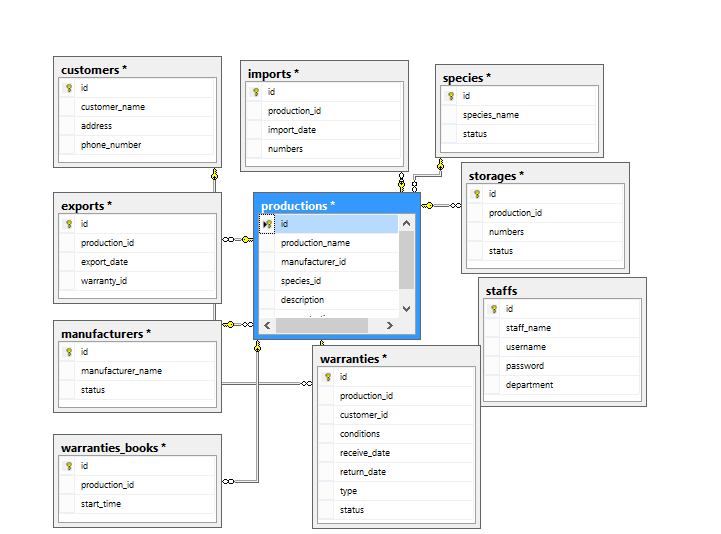 customers *
id
customer_name
address
phone_number
imports *
id
production_id
import_date
numbers
species *
id
species_name
status
storages *
id
production_id
numbers
status
exports *
id
production_id
export_date
warranty_id
productions *
id
production_name
manufacturer_id
species_id
description
staffs
id
staff_name
username
password
department
manufacturers *
id
manufacturer_name
status
warranties *
id
production_id
customer_id
conditions
receive_date
return_date
type
status
warranties_books *
id
production_id
start_time